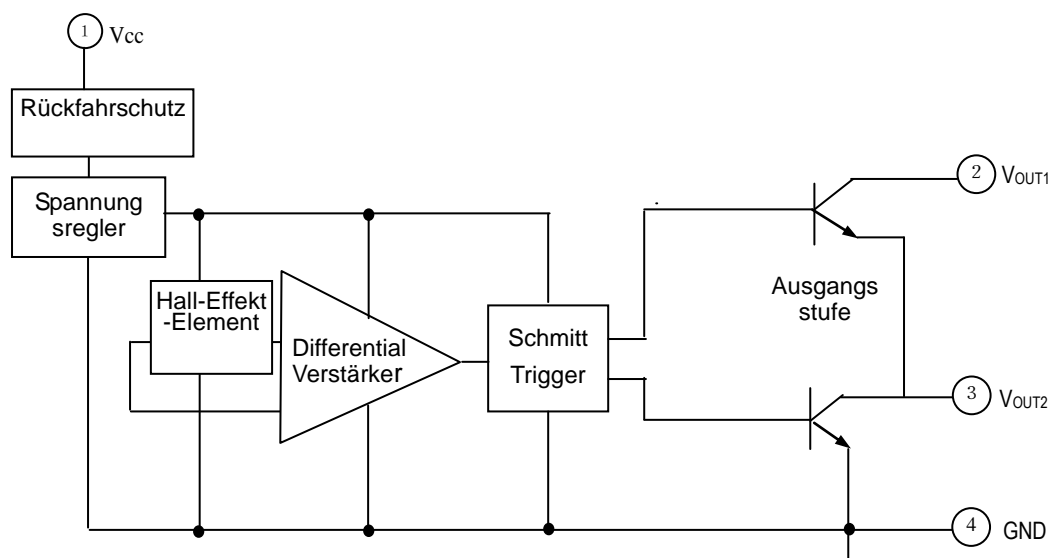 1 Vcc
Rückfahrschutz
Spannung
sregler
2 VOUT1
Hall-Effekt
-Element
Differential
Verstärker
Schmitt
Trigger
Ausgangs
stufe
3 VOUT2
4 GND